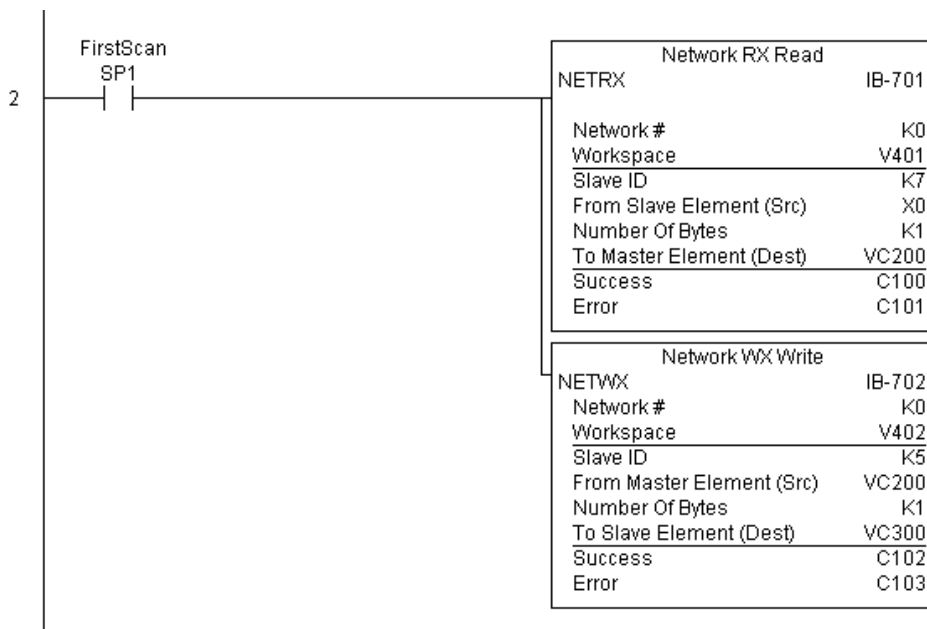 FirstScan
SP1
2
Network RX Read
NETRX IB-701
Network # K0
Workspace V401
Slave ID K7
From Slave Element (Src) X0
Number Of Bytes K1
To Master Element (Dest) VC200
Success C100
Error C101
Network WX Write
NETWX IB-702
Network # K0
Workspace V402
Slave ID K5
From Master Element (Src) VC200
Number Of Bytes K1
To Slave Element (Dest) VC300
Success C102
Error C103